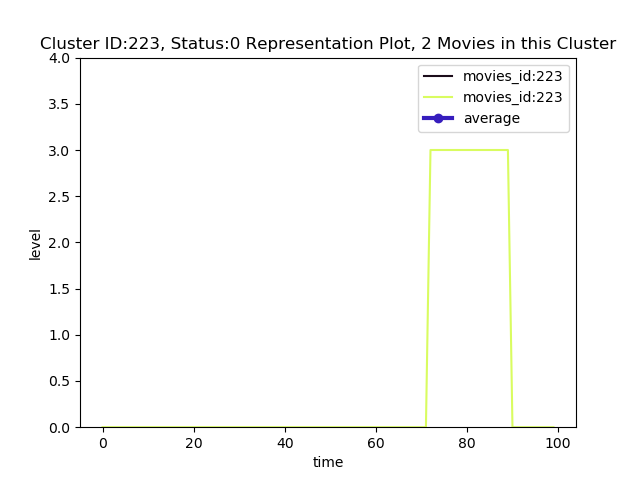 Cluster ID:223, Status:0 Representation Plot, 2 Movies in this Cluster
4.0
3.5
3.0
2.5
2.0
1.5
1.0
0.5
0.0
level
movies_id:223
movies_id:223
average
0 20 40 60 80 100
time